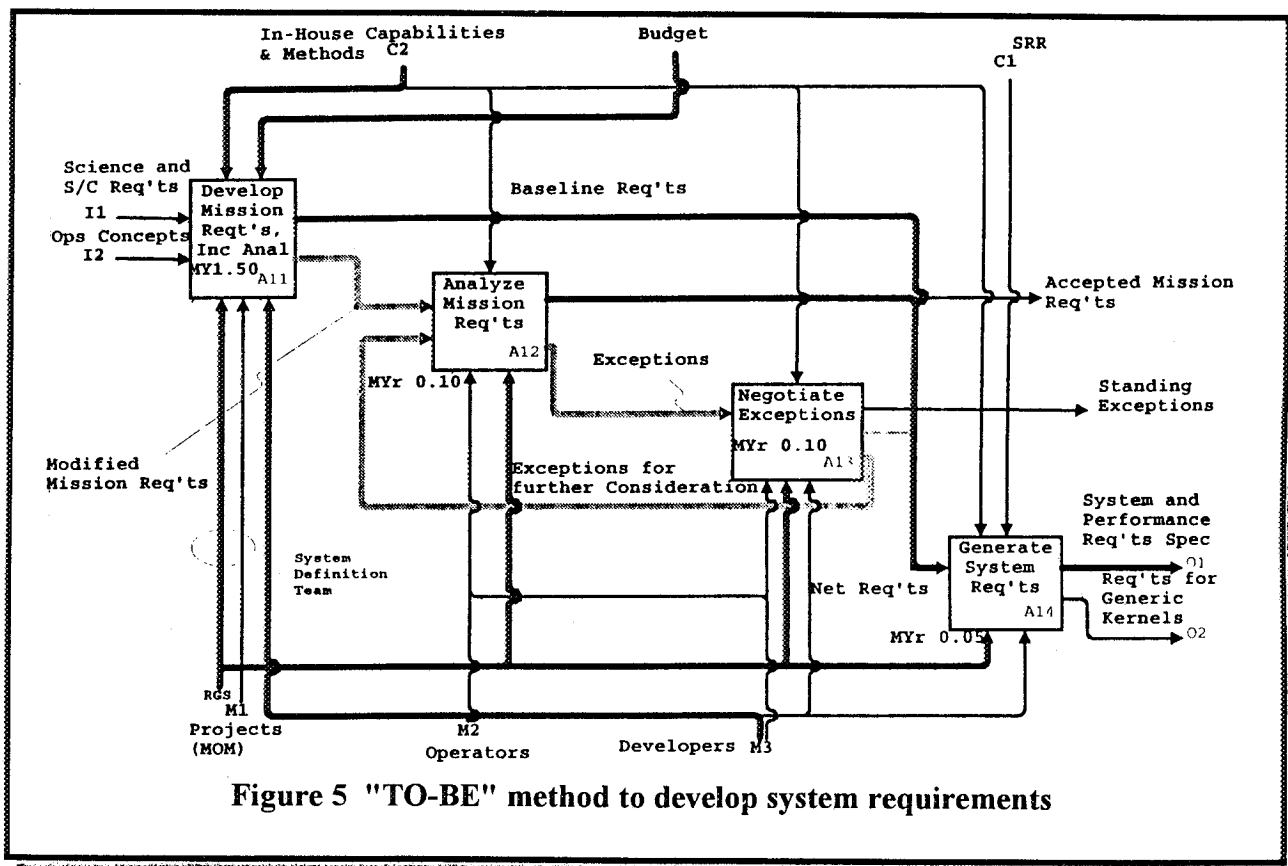 In-House Capabilities
& Methods C2
Budget
SRR
C1
Science and
S/C Req'ts
I1
Ops Concepts
I2
Develop
Mission
Reqt's,
Inc Anal
MY1.50
A11
Baseline Req'ts
Analyze
Mission
Req'ts
A12
MYr 0.10
Accepted Mission
Req'ts
Exceptions
Negotiate
Exceptions
MYr 0.10
A13
Standing
Exceptions
Modified
Mission Req'ts
Exceptions for
further Consideration
System
Definition
Team
System and
Performance
Req'ts Spec
O1
Generate
System
Req'ts
A14
Net Req'ts
MYr 0.05
Req'ts for
Generic
Kernels
O2
RGS
M1
Projects
(MOM)
M2
Operators
Developers M3
Figure 5 "TO-BE" method to develop system requirements